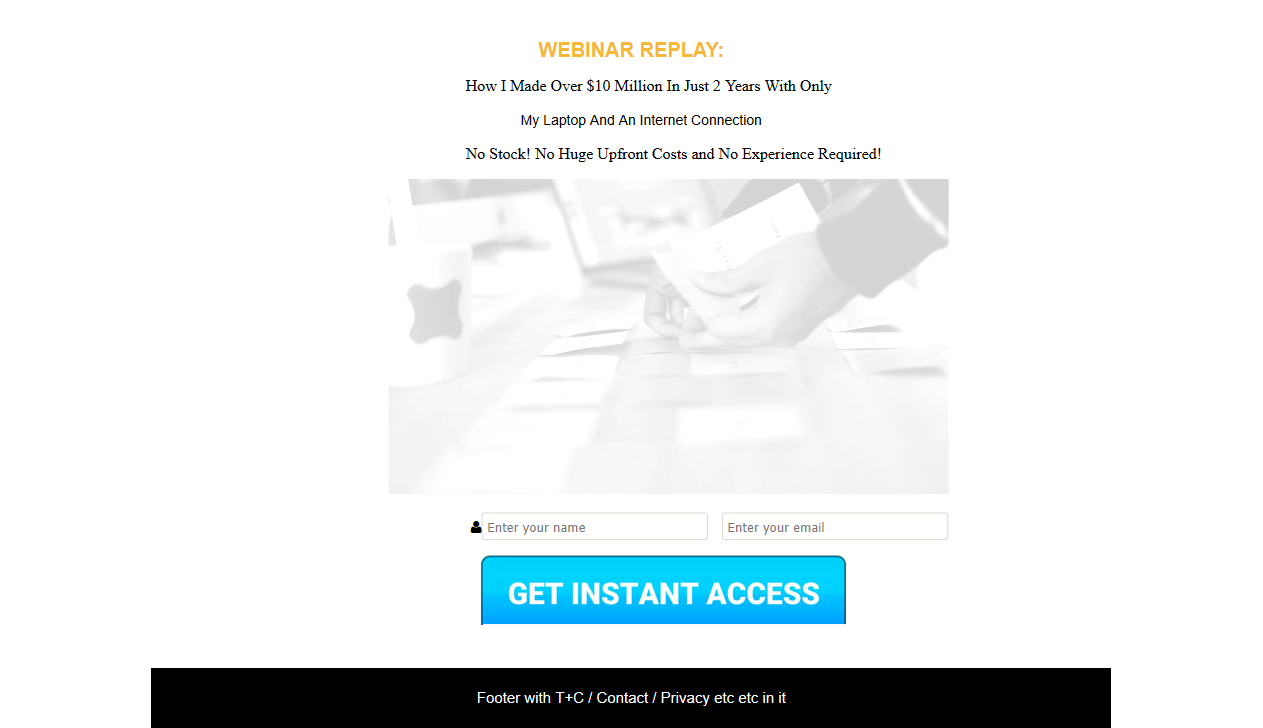 WEBINAR REPLAY:
How I Made Over $10 Million In Just 2 Years With Only
My Laptop And An Internet Connection
No Stock! No Huge Upfront Costs and No Experience Required!
Enter your name
Enter your email
GET INSTANT ACCESS
Footer with T+C / Contact / Privacy etc etc in it